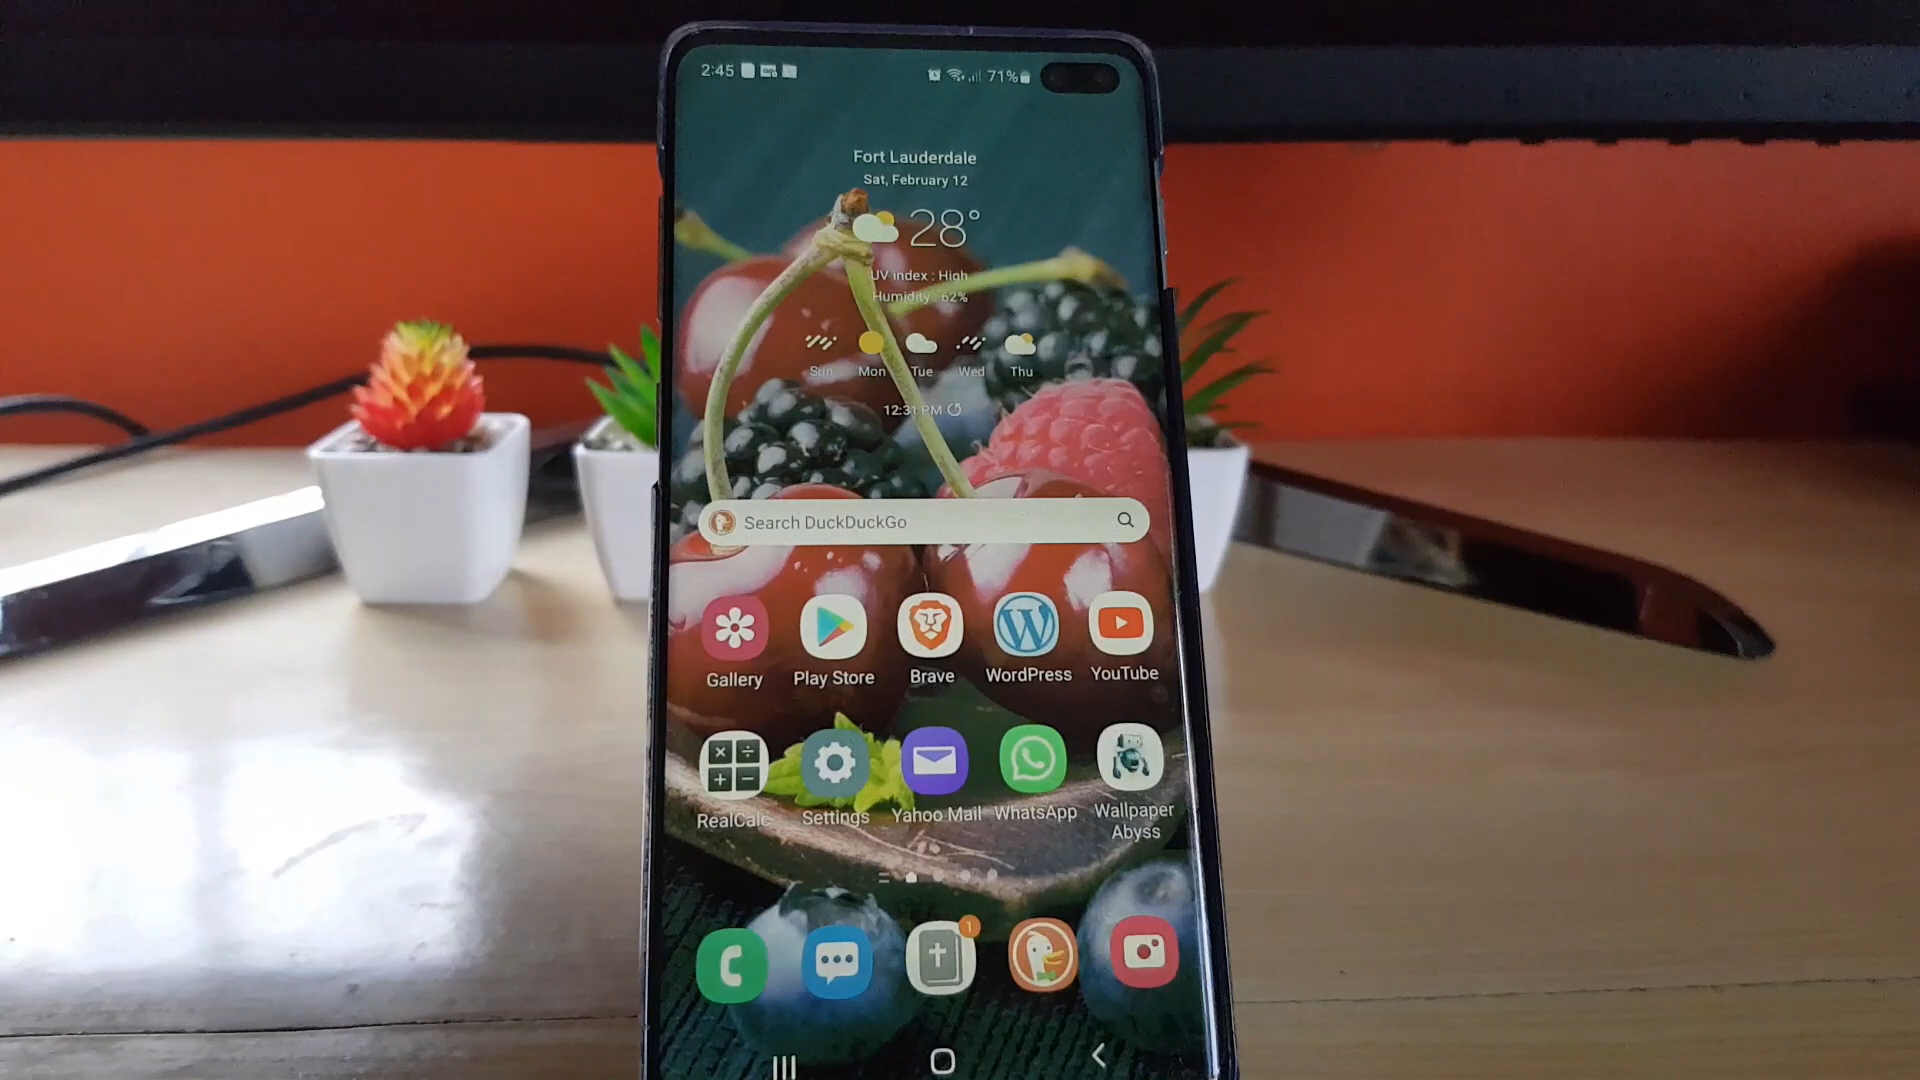 2:45
71%
Fort Lauderdale
Sat, February 12
28°
UV index : High
Humidity : 62%
Sun Mon Tue Wed Thu
12:31 PM
Search DuckDuckGo
Gallery Play Store Brave WordPress YouTube
RealCalc Settings Yahoo Mail WhatsApp Wallpaper
Abyss
1